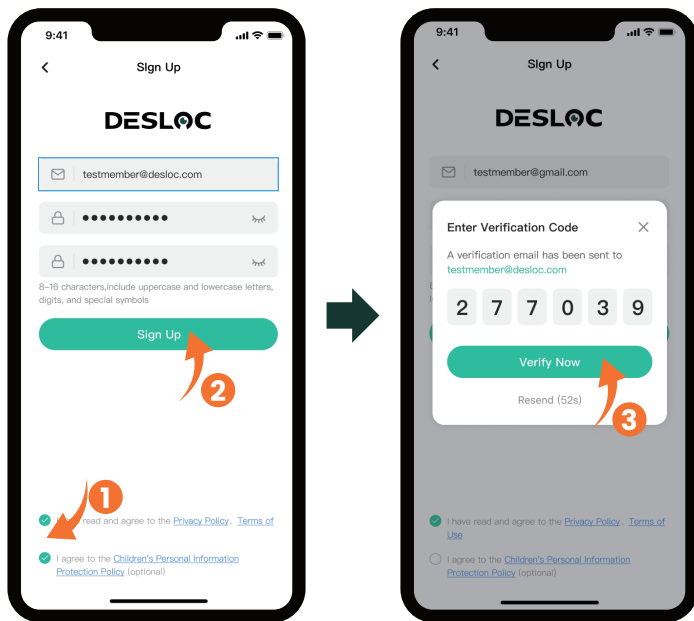 9:41
SIgn Up
DESLOC
testmember@desloc.com
8–16 characters,include uppercase and lowercase letters,
digits, and special symbols
Sign Up
2
1
read and agree to the Privacy Policy、Terms of
I agree to the Children's Personal Information
Protection Policy (optional)
9:41
SIgn Up
DESLOC
testmember@gmail.com
Enter Verification Code
A verification email has been sent to
testmember@desloc.com
2 7 7 0 3 9
Verify Now
Resend (52s)
3
I have read and agree to the Privacy Policy、Terms of
Use
I agree to the Children's Personal Information
Protection Policy (optional)